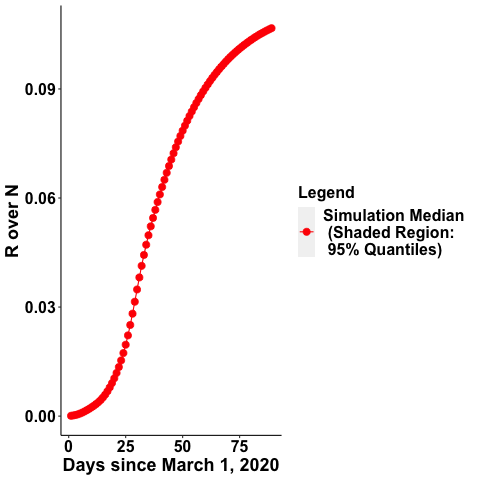 R over N
0.09
0.06
0.03
0.00
0
25
50
75
Days since March 1, 2020
Legend
Simulation Median
(Shaded Region:
95% Quantiles)